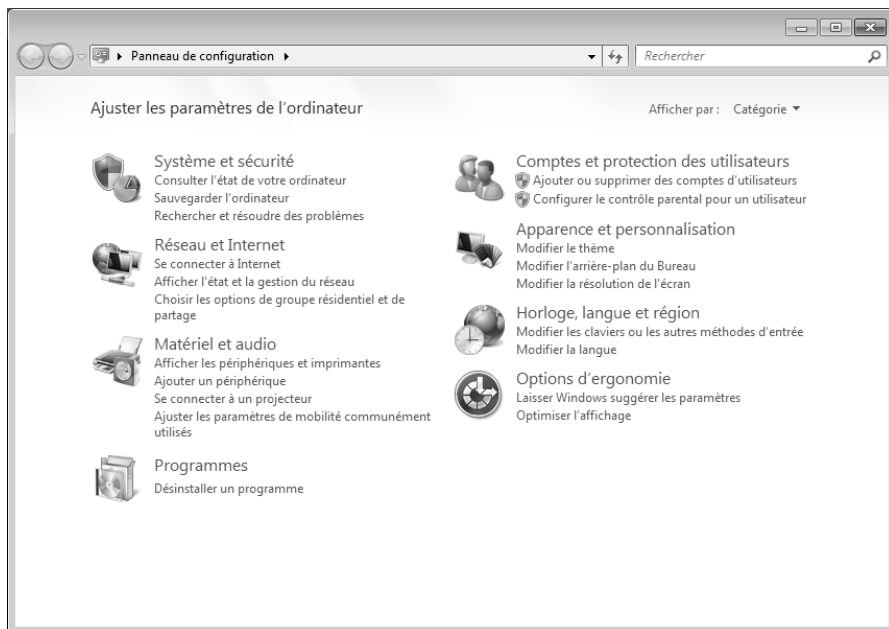 Panneau de configuration
Rechercher
Ajuster les paramètres de l'ordinateur
Afficher par : Catégorie
Système et sécurité
Consulter l'état de votre ordinateur
Sauvegarder l'ordinateur
Rechercher et résoudre des problèmes
Réseau et Internet
Se connecter à Internet
Afficher l'état et la gestion du réseau
Choisir les options de groupe résidentiel et de
partage
Matériel et audio
Afficher les périphériques et imprimantes
Ajouter un périphérique
Se connecter à un projecteur
Ajuster les paramètres de mobilité communément
utilisés
Programmes
Désinstaller un programme
Comptes et protection des utilisateurs
Ajouter ou supprimer des comptes d'utilisateurs
Configurer le contrôle parental pour un utilisateur
Apparence et personnalisation
Modifier le thème
Modifier l'arrière-plan du Bureau
Modifier la résolution de l'écran
Horloge, langue et région
Modifier les claviers ou les autres méthodes d'entrée
Modifier la langue
Options d'ergonomie
Laisser Windows suggérer les paramètres
Optimiser l'affichage